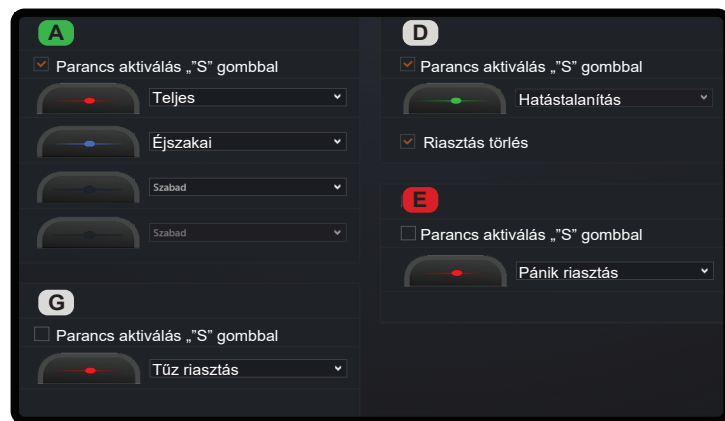 A
Parancs aktiválás „"S" gombbal
Teljes
Éjszakai
Szabad
Szabad
G
Parancs aktiválás „"S" gombbal
Tűz riasztás
D
Parancs aktiválás „"S" gombbal
Hatástalanítás
Riasztás törlés
E
Parancs aktiválás „"S" gombbal
Pánik riasztás